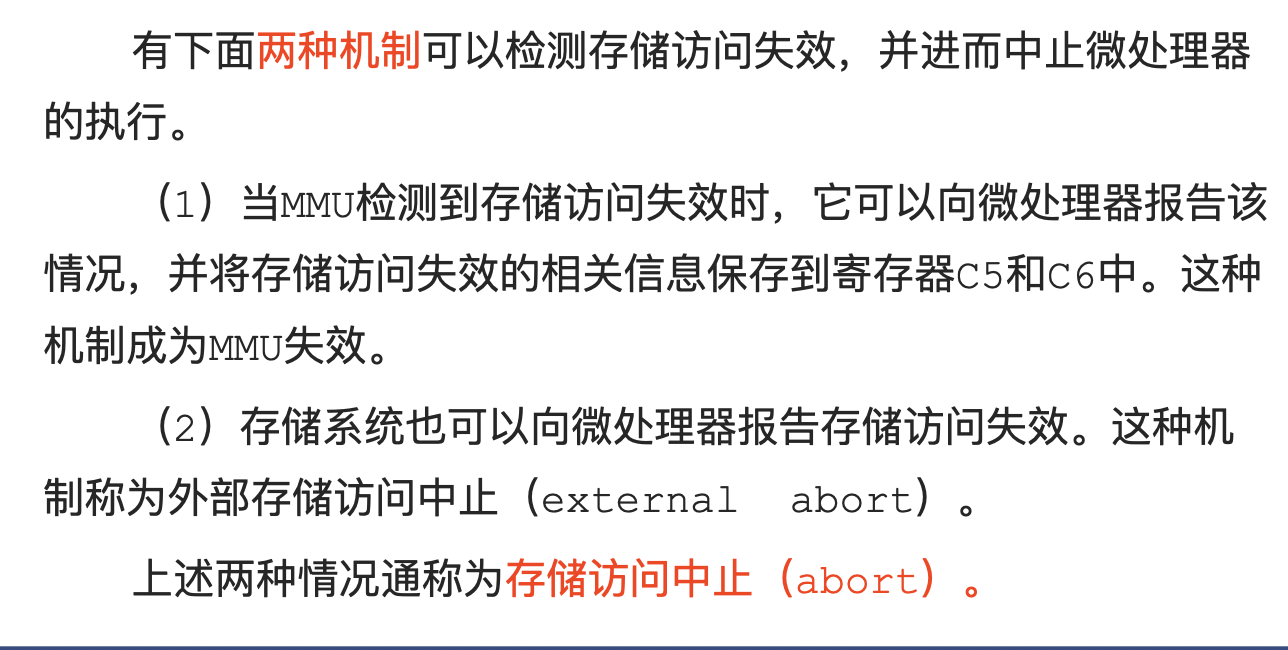 有下面两种机制可以检测存储访问失效，并进而中止微处理器
的执行。
（1）当MMU检测到存储访问失效时，它可以向微处理器报告该
情况，并将存储访问失效的相关信息保存到寄存器C5和C6中。这种
机制成为MMU失效。
（2）存储系统也可以向微处理器报告存储访问失效。这种机
制称为外部存储访问中止（external abort）。
上述两种情况通称为存储访问中止（abort）。